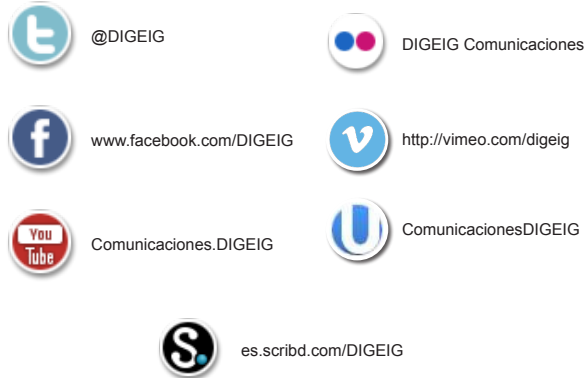 @DIGEIG
DIGEIG Comunicaciones
www.facebook.com/DIGEIG
http://vimeo.com/digeig
You
Tube
Comunicaciones.DIGEIG
ComunicacionesDIGEIG
es.scribd.com/DIGEIG